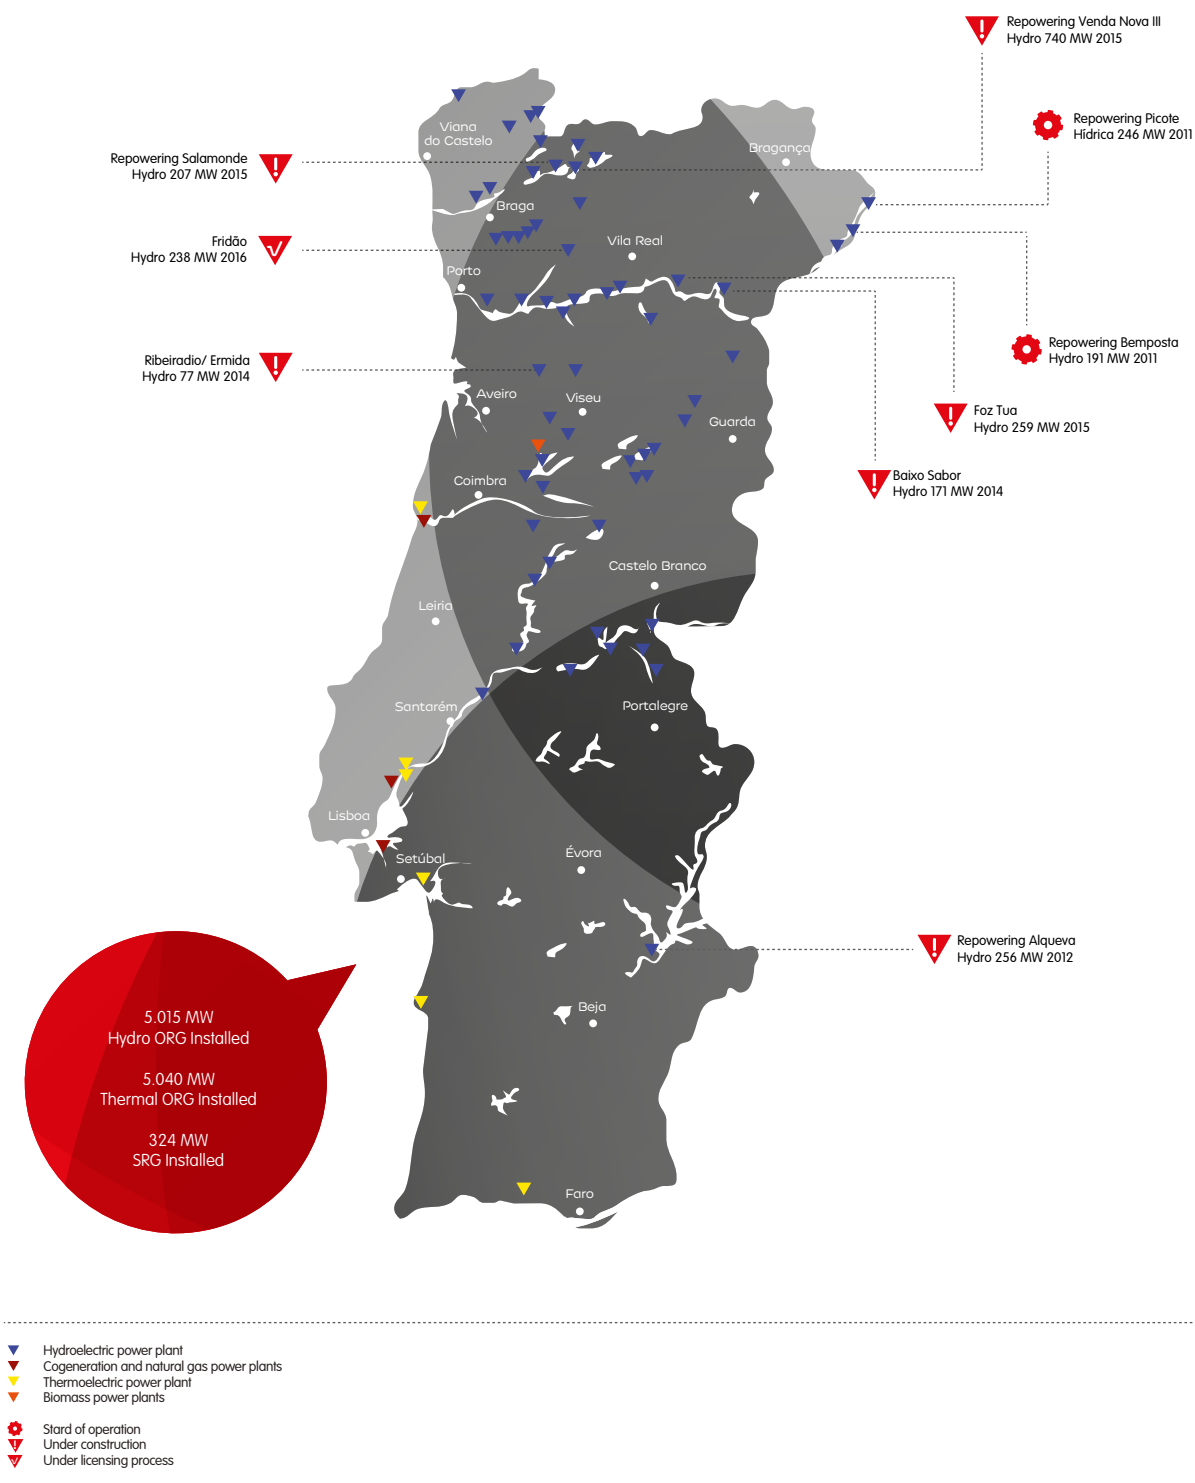 Repowering Venda Nova III
Hydro 740 MW 2015
Repowering Picote
Hídrica 246 MW 2011
Viana
do Castelo
Bragança
Repowering Salamonde
Hydro 207 MW 2015
Braga
Fridão
Hydro 238 MW 2016
Vila Real
Porto
Repowering Bemposta
Hydro 191 MW 2011
Ribeiradio/ Ermida
Hydro 77 MW 2014
Aveiro
Viseu
Guarda
Foz Tua
Hydro 259 MW 2015
Baixo Sabor
Hydro 171 MW 2014
Coimbra
Castelo Branco
Leiria
Santarém
Portalegre
Lisboa
Setúbal
Évora
Repowering Alqueva
Hydro 256 MW 2012
Beja
5.015 MW
Hydro ORG Installed
5.040 MW
Thermal ORG Installed
324 MW
SRG Installed
Faro
Hydroelectric power plant
Cogeneration and natural gas power plants
Thermoelectric power plant
Biomass power plants
Stard of operation
Under construction
Under licensing process